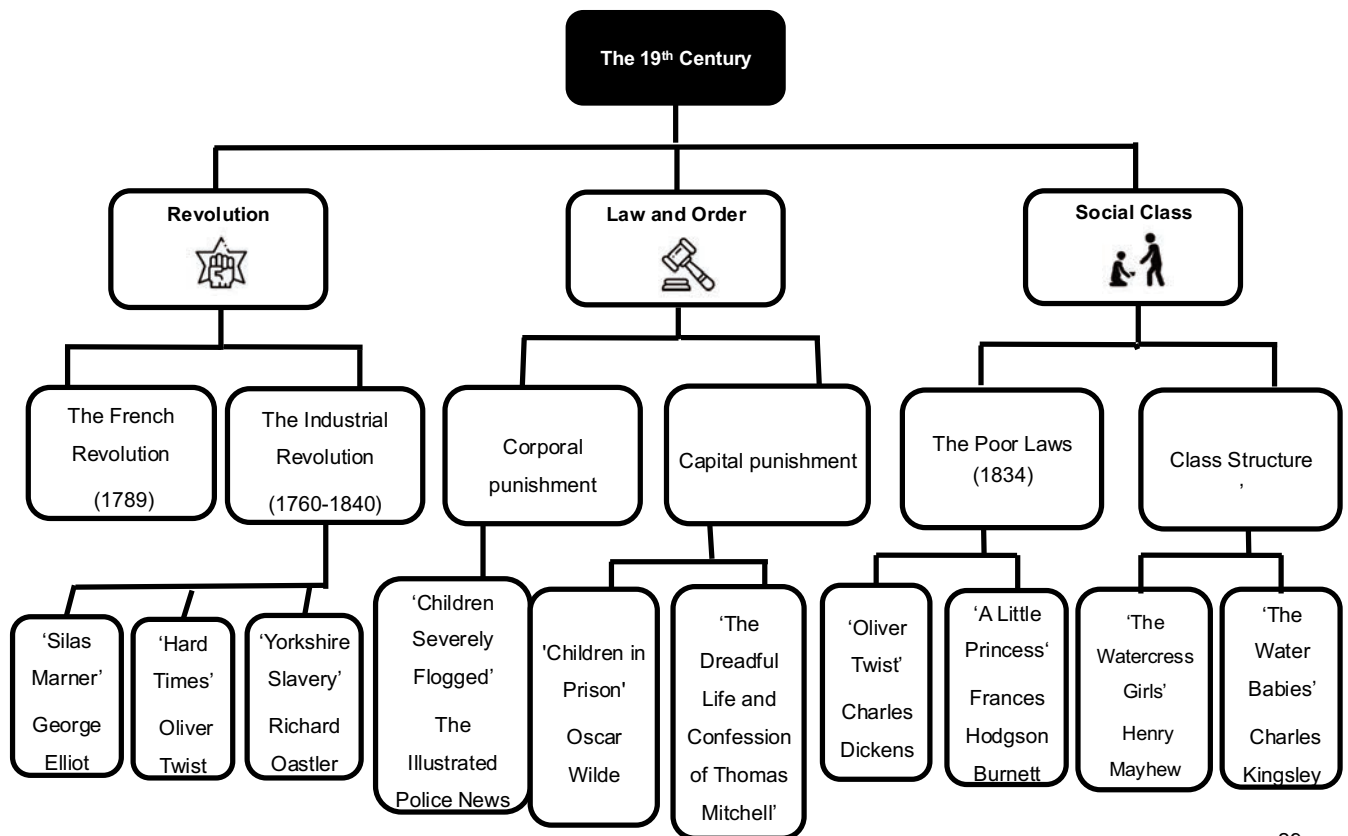 The 19th Century
Revolution
Law and Order
Social Class
The French
Revolution
(1789)
The Industrial
Revolution
(1760-1840)
Corporal
punishment
Capital punishment
The Poor Laws
(1834)
Class Structure
’
‘Silas
Marner’
George
Elliot
‘Hard
Times’
Oliver
Twist
‘Yorkshire
Slavery’
Richard
Oastler
‘Children
Severely
Flogged’
The
Illustrated
Police News
'Children in
Prison'
Oscar
Wilde
‘The
Dreadful
Life and
Confession
of Thomas
Mitchell’
‘Oliver
Twist’
Charles
Dickens
‘A Little
Princess‘
Frances
Hodgson
Burnett
‘The
Watercress
Girls’
Henry
Mayhew
‘The
Water
Babies’
Charles
Kingsley